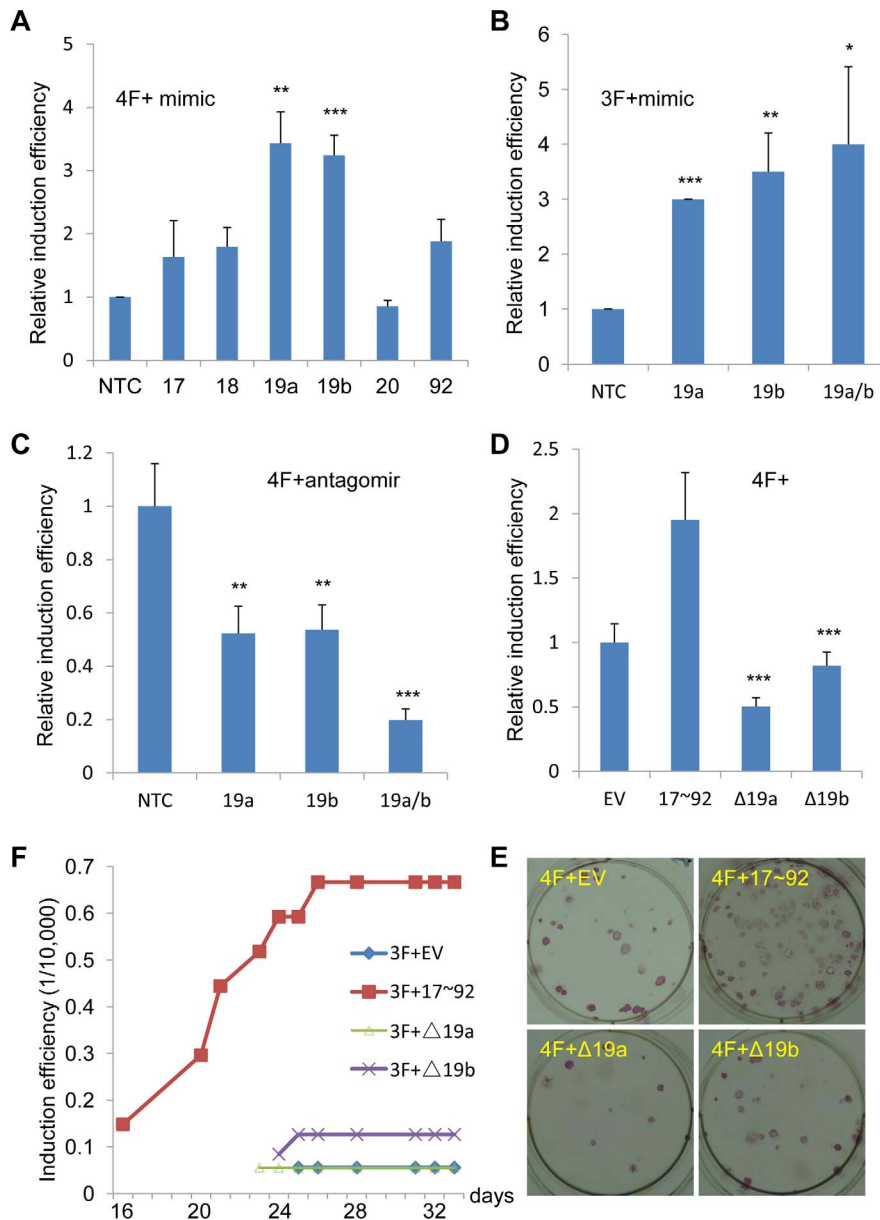 A
Relative induction efficiency
5
4
3
2
1
0
4F+ mimic
**
***
NTC 17 18 19a 19b 20 92
B
Relative induction efficiency
6
5
4
3
2
1
0
3F+mimic
***
**
*
NTC 19a 19b 19a/b
C
Relative induction efficiency
1.2
1
0.8
0.6
0.4
0.2
0
4F+antagomir
**
**
***
NTC 19a 19b 19a/b
D
Relative induction efficiency
2.5
2
1.5
1
0.5
0
4F+
***
***
EV 17~92 Δ19a Δ19b
F
Induction efficiency (1/10,000)
0.7
0.6
0.5
0.4
0.3
0.2
0.1
0
3F+EV
3F+17~92
3F+△19a
3F+△19b
16 20 24 28 32 days
E
4F+EV
4F+17~92
4F+Δ19a
4F+Δ19b